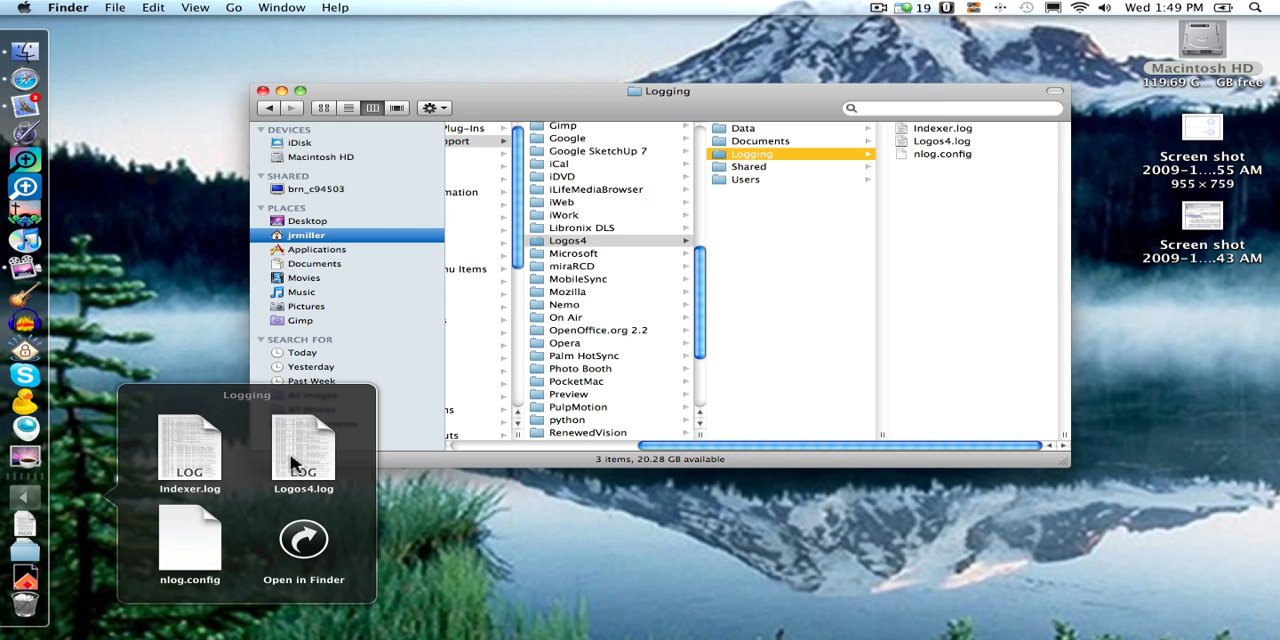 Finder File Edit View Go Window Help
19 Wed 1:49 PM
Macintosh HD
119.69 G... GB free
Screen shot
2009-1....55 AM
955 × 759
Screen shot
2009-1....43 AM
Logging
DEVICES
iDisk
Macintosh HD
SHARED
brn_c94503
PLACES
Desktop
jrmiller
Applications
Documents
Movies
Music
Pictures
Gimp
SEARCH FOR
Today
Yesterday
Past Week
All Images
Plug-Ins
port
mation
nu Items
s
ns
uts
Gimp
Google
Google SketchUp 7
iCal
iDVD
iLifeMediaBrowser
iWeb
iWork
Libronix DLS
Logos4
Microsoft
miraRCD
MobileSync
Mozilla
Nemo
On Air
OpenOffice.org 2.2
Opera
Palm HotSync
Photo Booth
PocketMac
Preview
PulpMotion
python
RenewedVision
Data
Documents
Logging
Shared
Users
Indexer.log
Logos4.log
nlog.config
3 items, 20.28 GB available
Logging
LOG
Indexer.log
LOG
Logos4.log
nlog.config
Open in Finder